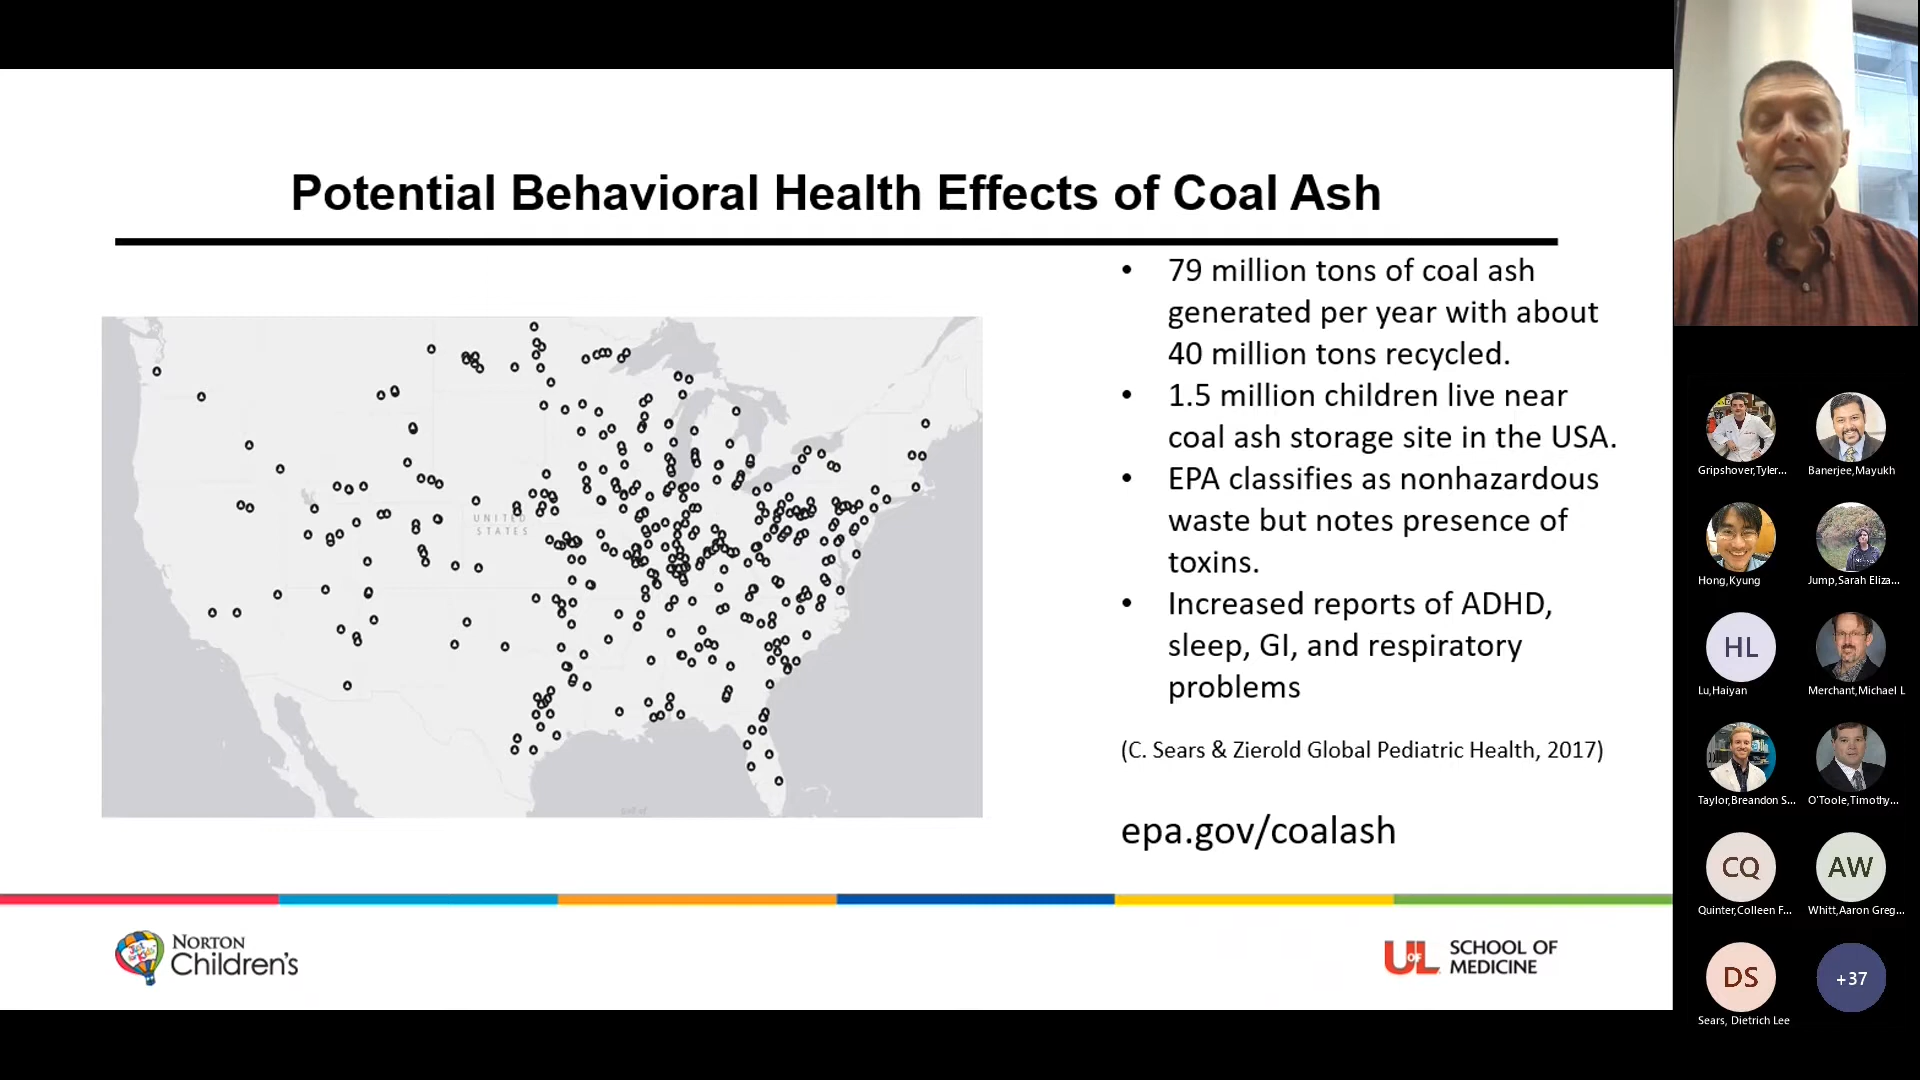 Potential Behavioral Health Effects of Coal Ash
UNITED
STATES
• 79 million tons of coal ash
generated per year with about
40 million tons recycled.
• 1.5 million children live near
coal ash storage site in the USA.
• EPA classifies as nonhazardous
waste but notes presence of
toxins.
• Increased reports of ADHD,
sleep, GI, and respiratory
problems
(C. Sears & Zierold Global Pediatric Health, 2017)
epa.gov/coalash
NORTON
Children's
UofL
SCHOOL OF
MEDICINE
Gripshover,Tyler...
Banerjee,Mayukh
Hong,Kyung
Jump,Sarah Eliza...
HL
Lu,Haiyan
Merchant,Michael L
Taylor,Breandon S...
O'Toole,Timothy...
CQ
Quinter,Colleen F...
AW
Whitt,Aaron Greg...
DS
Sears, Dietrich Lee
+37